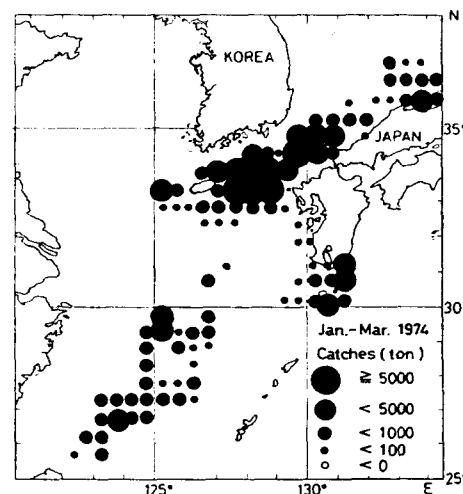 N
KOREA
35°
JAPAN
30°
Jan.-Mar. 1974
Catches (ton)
≧ 5000
< 5000
< 1000
< 100
< 0
125°
130°
E
25°